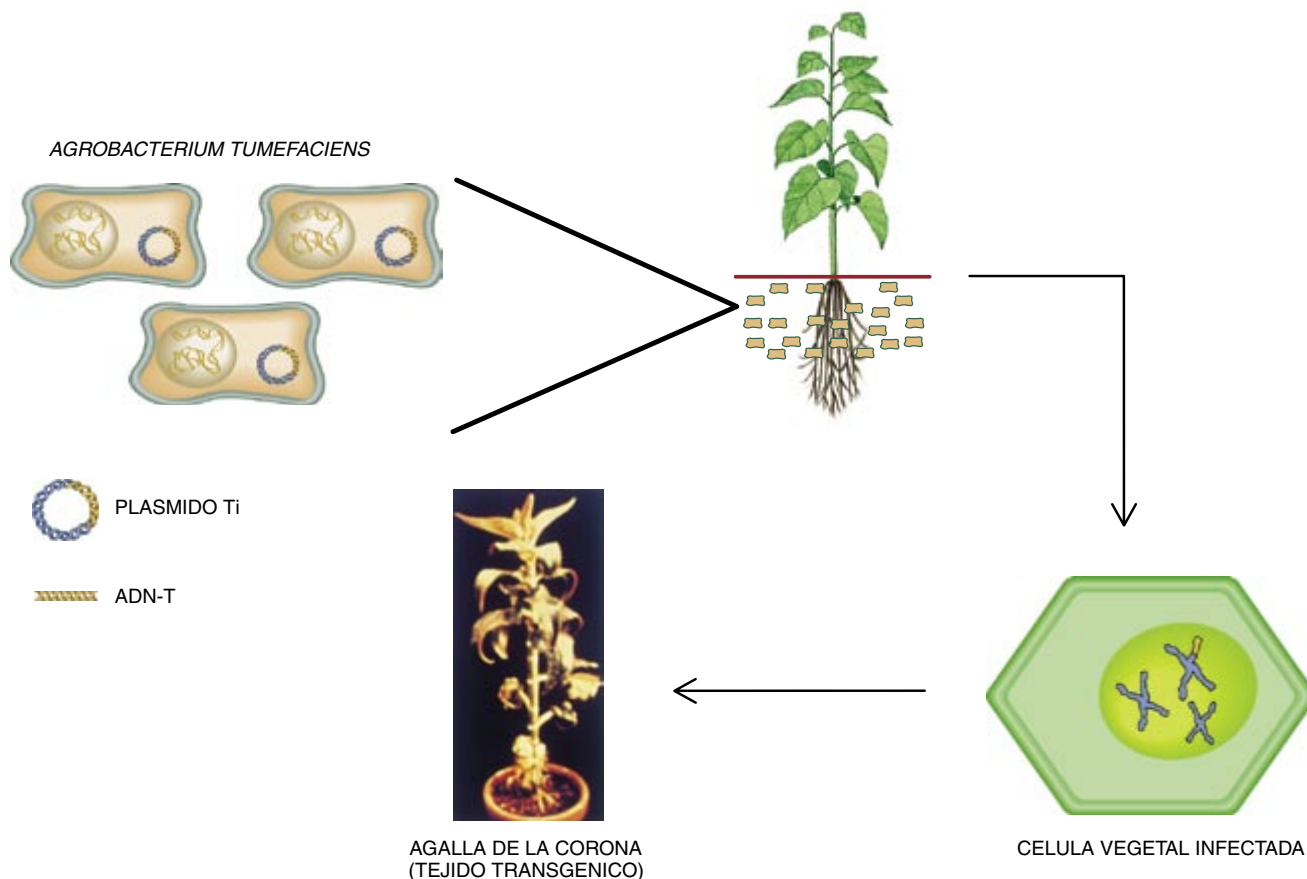 AGROBACTERIUM TUMEFACIENS
PLASMIDO Ti
ADN-T
AGALLA DE LA CORONA
(TEJIDO TRANSGENICO)
CELULA VEGETAL INFECTADA